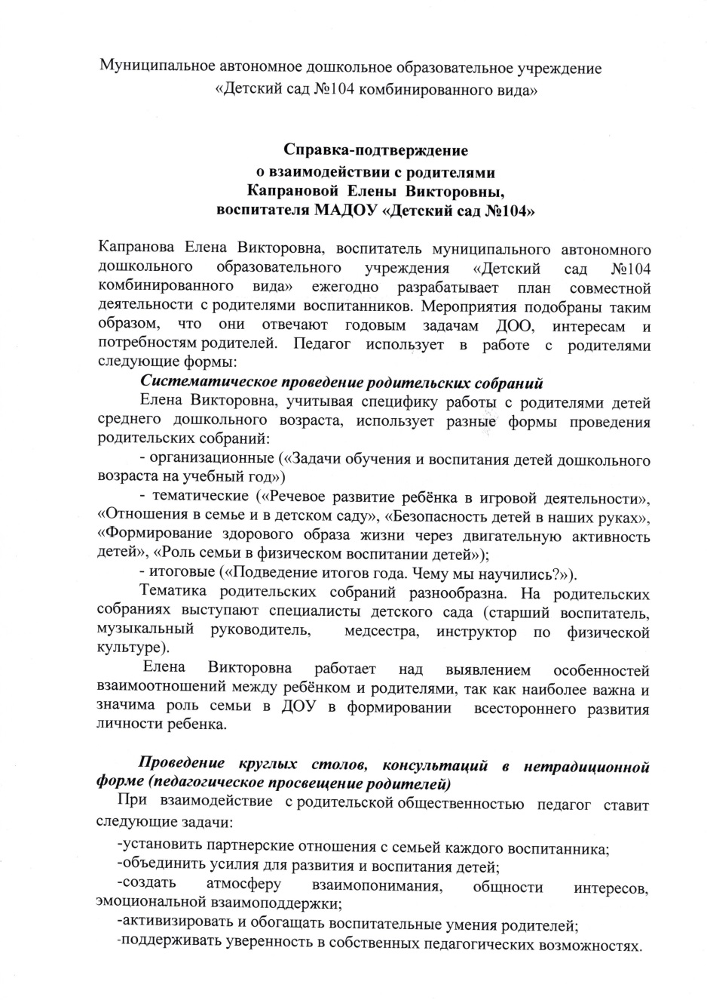 Муниципальное автономное дошкольное образовательное учреждение
«Детский сад №104 комбинированного вида»
Справка-подтверждение
о взаимодействии с родителями
Капрановой Елены Викторовны,
воспитателя МАДОУ «Детский сад №104»
Капранова Елена Викторовна, воспитатель муниципального автономного
дошкольного образовательного учреждения «Детский сад №104
комбинированного вида» ежегодно разрабатывает план совместной
деятельности с родителями воспитанников. Мероприятия подобраны таким
образом, что они отвечают годовым задачам ДОО, интересам и
потребностям родителей. Педагог использует в работе с родителями
следующие формы:
Систематическое проведение родительских собраний
Елена Викторовна, учитывая специфику работы с родителями детей
среднего дошкольного возраста, использует разные формы проведения
родительских собраний:
- организационные («Задачи обучения и воспитания детей дошкольного
возраста на учебный год»)
- тематические («Речевое развитие ребёнка в игровой деятельности»,
«Отношения в семье и в детском саду», «Безопасность детей в наших руках»,
«Формирование здорового образа жизни через двигательную активность
детей», «Роль семьи в физическом воспитании детей»);
- итоговые («Подведение итогов года. Чему мы научились?»).
Тематика родительских собраний разнообразна. На родительских
собраниях выступают специалисты детского сада (старший воспитатель,
музыкальный руководитель, медсестра, инструктор по физической
культуре).
Елена Викторовна работает над выявлением особенностей
взаимоотношений между ребёнком и родителями, так как наиболее важна и
значима роль семьи в ДОУ в формировании всестороннего развития
личности ребенка.
Проведение круглых столов, консультаций в нетрадиционной
форме (педагогическое просвещение родителей)
При взаимодействие с родительской общественностью педагог ставит
следующие задачи:
-установить партнерские отношения с семьей каждого воспитанника;
-объединить усилия для развития и воспитания детей;
-создать атмосферу взаимопонимания, общности интересов,
эмоциональной взаимоподдержки;
-активизировать и обогащать воспитательные умения родителей;
-поддерживать уверенность в собственных педагогических возможностях.